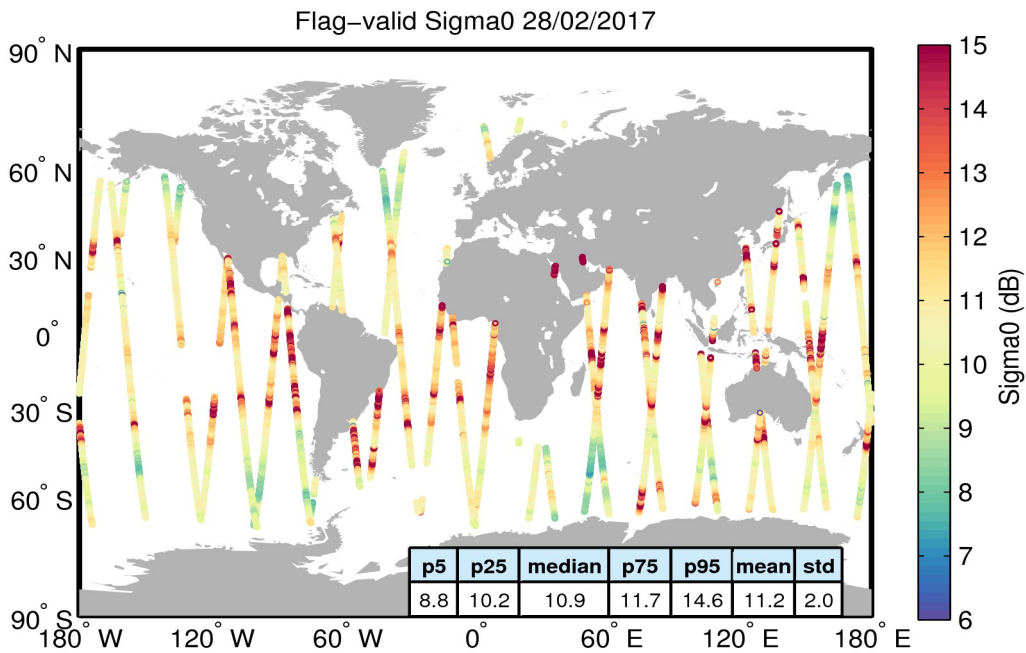 Flag−valid Sigma0 28/02/2017
90° N
60° N
30° N
0°
30° S
60° S
90° S
180° W
120° W
60° W
0°
60° E
120° E
180° E
p5 p25 median p75 p95 mean std
8.8 10.2 10.9 11.7 14.6 11.2 2.0
15
14
13
12
11
10
9
8
7
6
Sigma0 (dB)